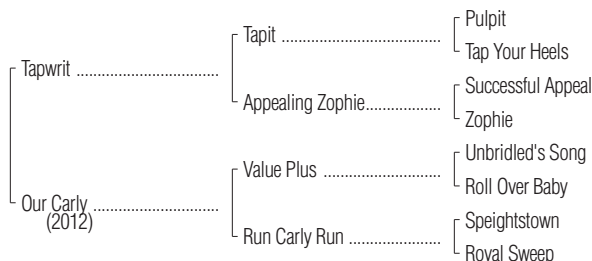 Pulpit
Tapit ........................................
Tap Your Heels
Tapwrit ....................................
Successful Appeal
Appealing Zophie...................
Zophie
Unbridled's Song
Value Plus ..............................
Roll Over Baby
Our Carly ................................
(2012)
Speightstown
Run Carly Run .......................
Royal Sweep